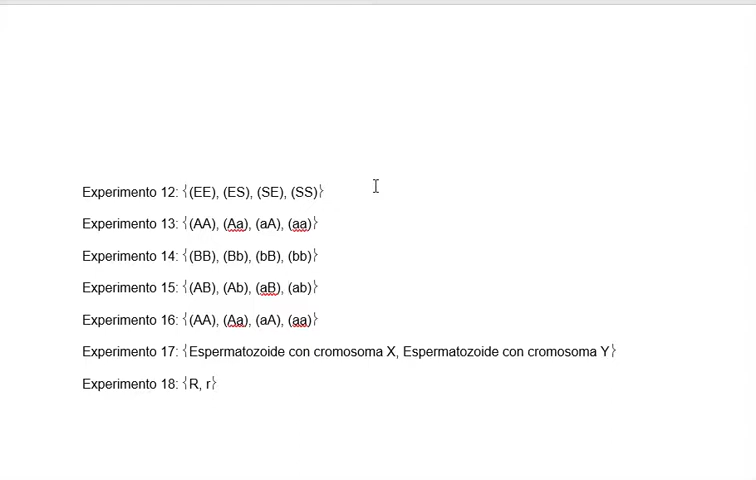 Experimento 12: {(EE), (ES), (SE), (SS)}
Experimento 13: {(AA), (Aa), (aA), (aa)}
Experimento 14: {(BB), (Bb), (bB), (bb)}
Experimento 15: {(AB), (Ab), (aB), (ab)}
Experimento 16: {(AA), (Aa), (aA), (aa)}
Experimento 17: {Espermatozoide con cromosoma X, Espermatozoide con cromosoma Y}
Experimento 18: {R, r}